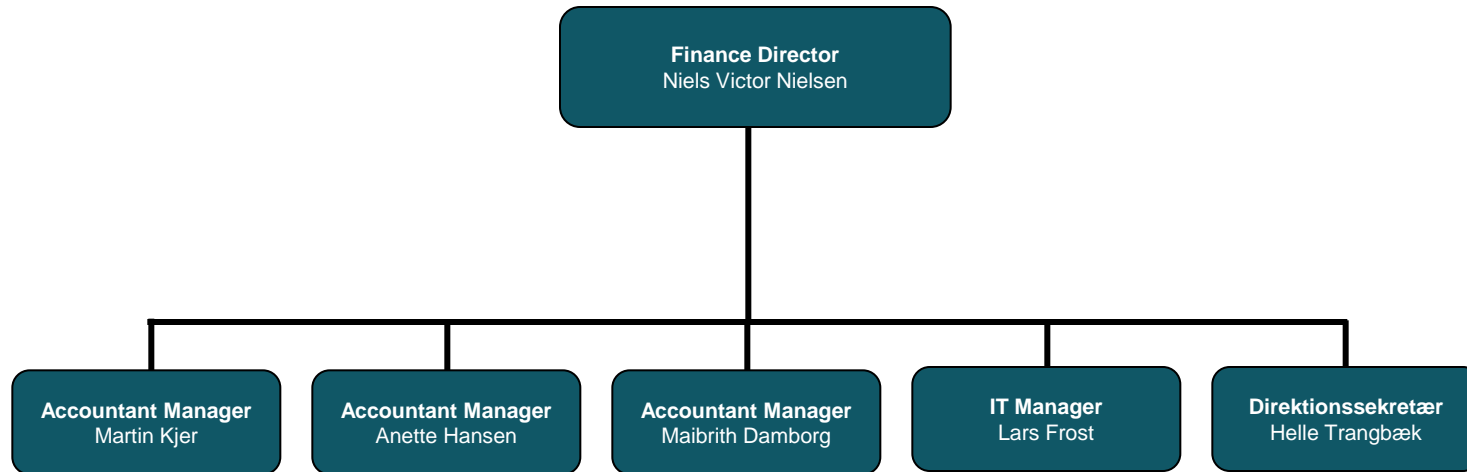 Finance Director
Niels Victor Nielsen
Accountant Manager
Martin Kjer
Accountant Manager
Anette Hansen
Accountant Manager
Maibrith Damborg
IT Manager
Lars Frost
Direktionssekretær
Helle Trangbæk